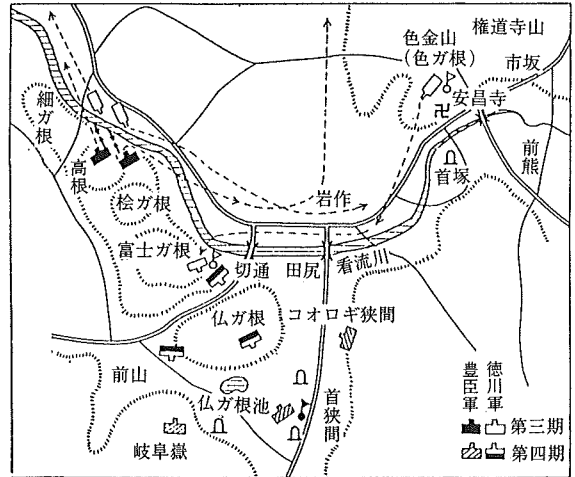 権道寺山
色金山
(色ガ根)
市坂
安昌寺
卍
前熊
首塚
細ガ根
高根
岩作
桧ガ根
富士ガ根
切通
田尻
看流川
仏ガ根
コオロギ狭間
前山
仏ガ根池
首狭間
岐阜嶽
徳川軍
豊臣軍
第三期
第四期